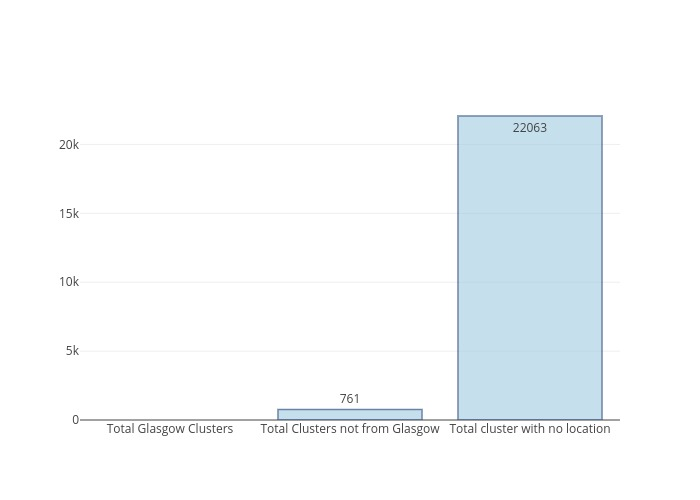 22063
20k
15k
10k
5k
761
0
Total Glasgow Clusters
Total Clusters not from Glasgow
Total cluster with no location